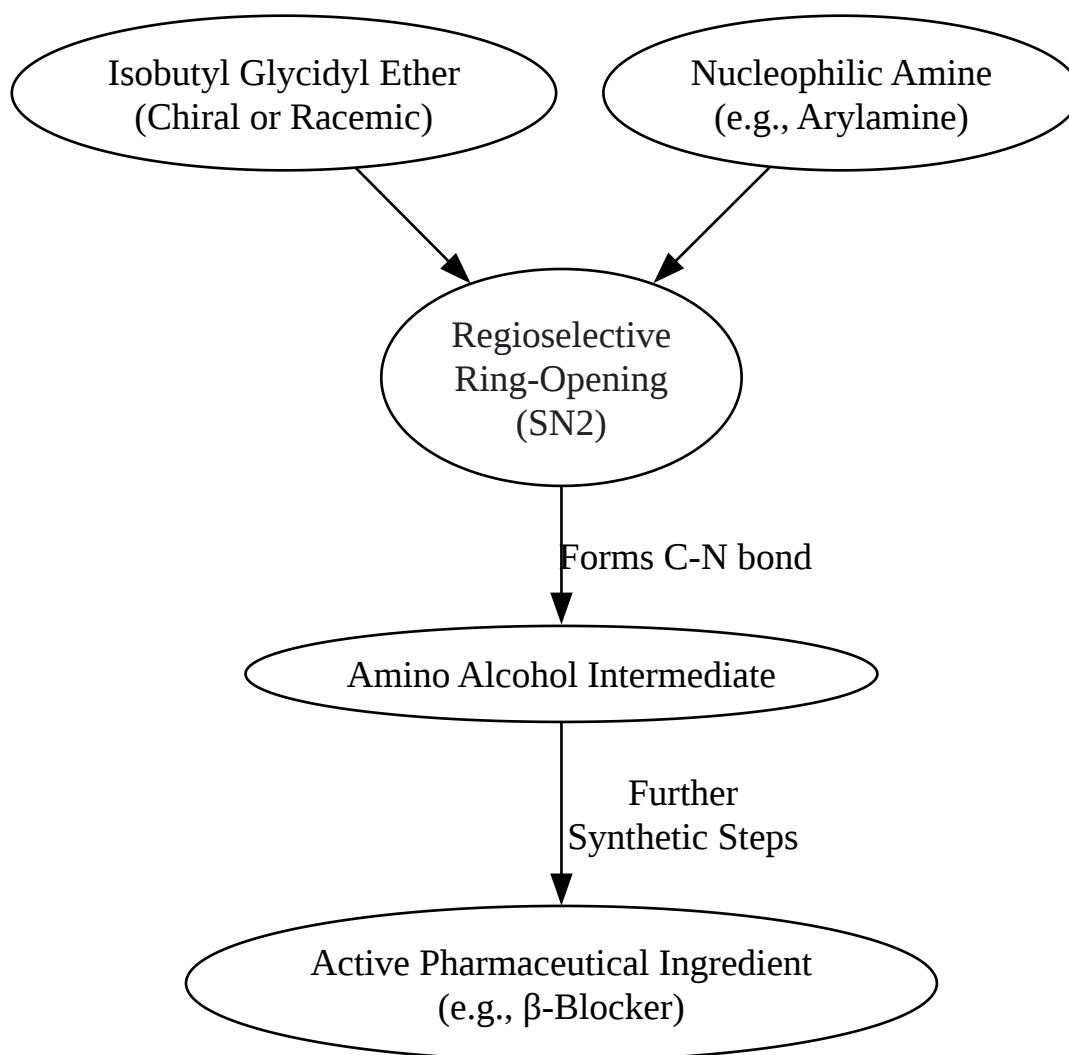 Isobutyl Glycidyl Ether
(Chiral or Racemic)
Nucleophilic Amine
(e.g., Arylamine)
Regioselective
Ring-Opening
(SN2)
Forms C-N bond
Amino Alcohol Intermediate
Further
Synthetic Steps
Active Pharmaceutical Ingredient
(e.g., β-Blocker)